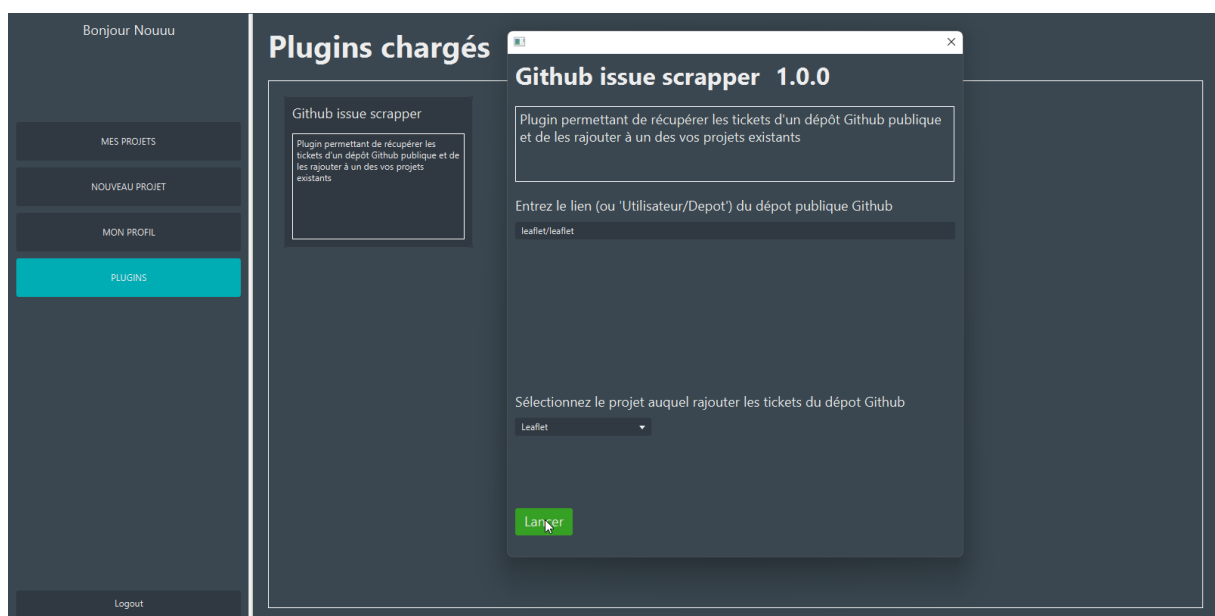 Bonjour Nouuu
MES PROJETS
NOUVEAU PROJET
MON PROFIL
PLUGINS
Logout
Plugins chargés
Github issue scrapper
Plugin permettant de récupérer les
tickets d'un dépôt Github publique et de
les rajouter à un des vos projets
existants
Github issue scrapper 1.0.0
Plugin permettant de récupérer les tickets d'un dépôt Github publique
et de les rajouter à un des vos projets existants
Entrez le lien (ou 'Utilisateur/Depot') du dépot publique Github
leaflet/leaflet
Sélectionnez le projet auquel rajouter les tickets du dépot Github
Leaflet
Lancer